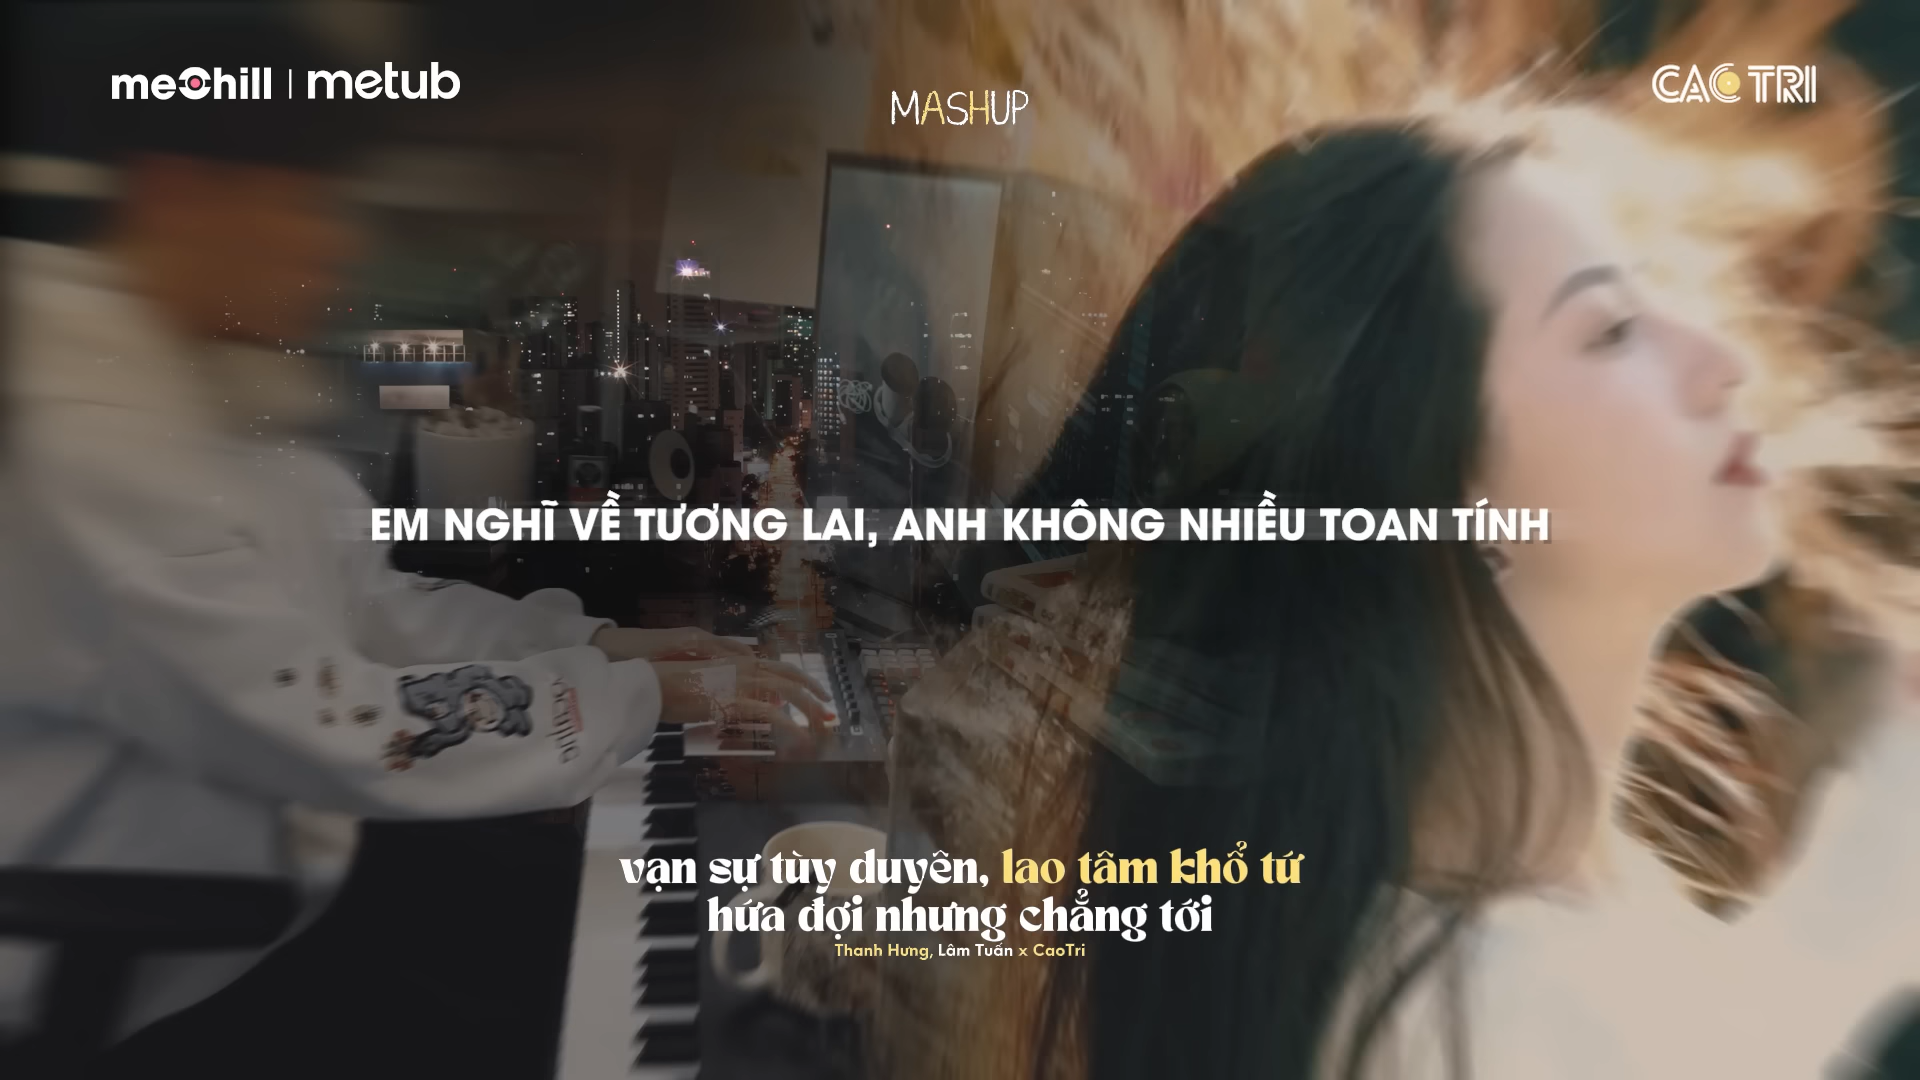 mechill | metub
MASHUP
CAO TRI
EM NGHĨ VỀ TƯƠNG LAI, ANH KHÔNG NHIỀU TOAN TÍNH
vạn sự tùy duyên, lao tâm khổ tứ
hứa đợi nhưng chẳng tới
Thanh Hưng, Lâm Tuấn x CaoTri